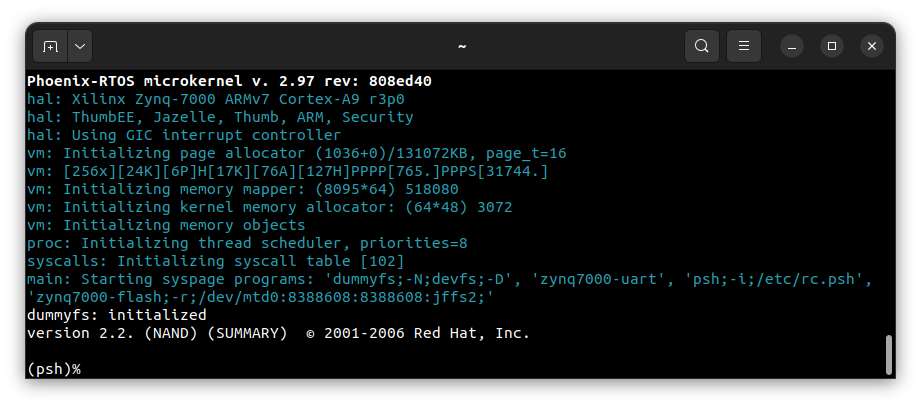 ~
Phoenix-RTOS microkernel v. 2.97 rev: 808ed40
hal: Xilinx Zynq-7000 ARMv7 Cortex-A9 r3p0
hal: ThumbEE, Jazelle, Thumb, ARM, Security
hal: Using GIC interrupt controller
vm: Initializing page allocator (1036+0)/131072KB, page_t=16
vm: [256x][24K][6P]H[17K][76A][127H]PPPP[765.]PPPS[31744.]
vm: Initializing memory mapper: (8095*64) 518080
vm: Initializing kernel memory allocator: (64*48) 3072
vm: Initializing memory objects
proc: Initializing thread scheduler, priorities=8
syscalls: Initializing syscall table [102]
main: Starting syspage programs: 'dummyfs;-N;devfs;-D', 'zynq7000-uart', 'psh;-i;/etc/rc.psh',
'zynq7000-flash;-r;/dev/mtd0:8388608:8388608:jffs2;'
dummyfs: initialized
version 2.2. (NAND) (SUMMARY)  © 2001-2006 Red Hat, Inc.
(psh)%